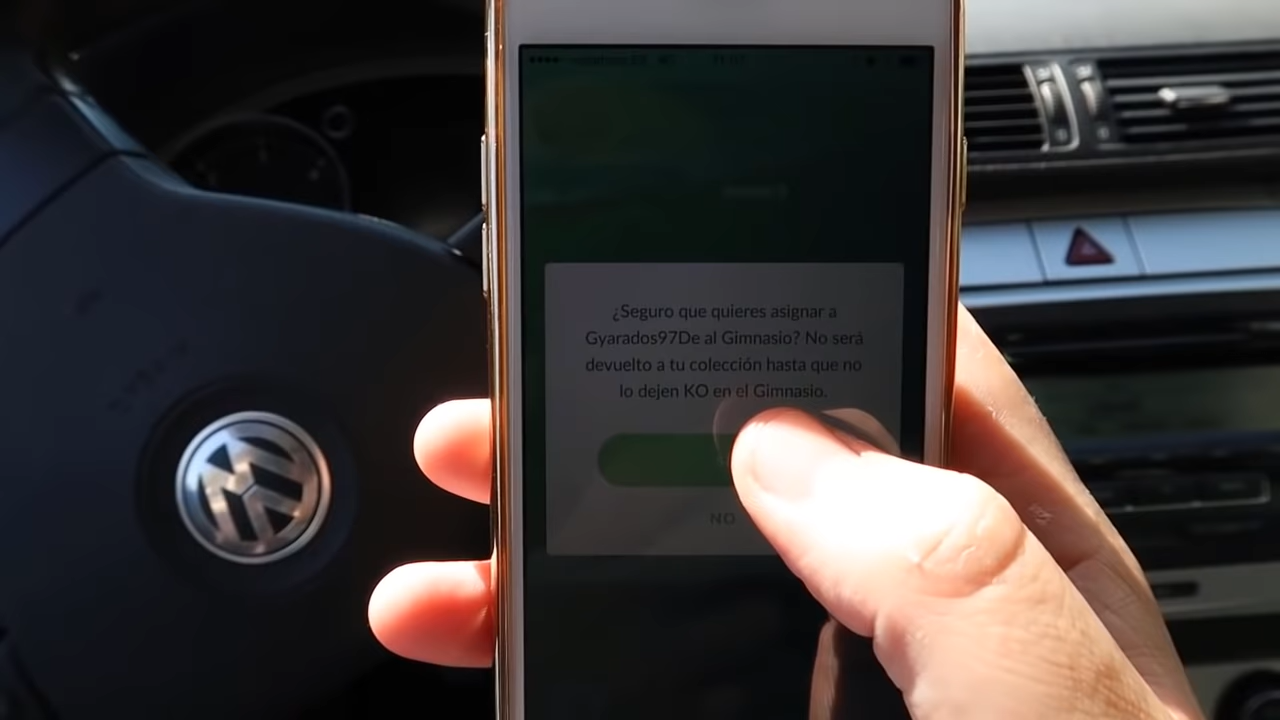 ¿Seguro que quieres asignar a
Gyarados97De al Gimnasio? No será
devuelto a tu colección hasta que no
lo dejen KO en el Gimnasio.
NO